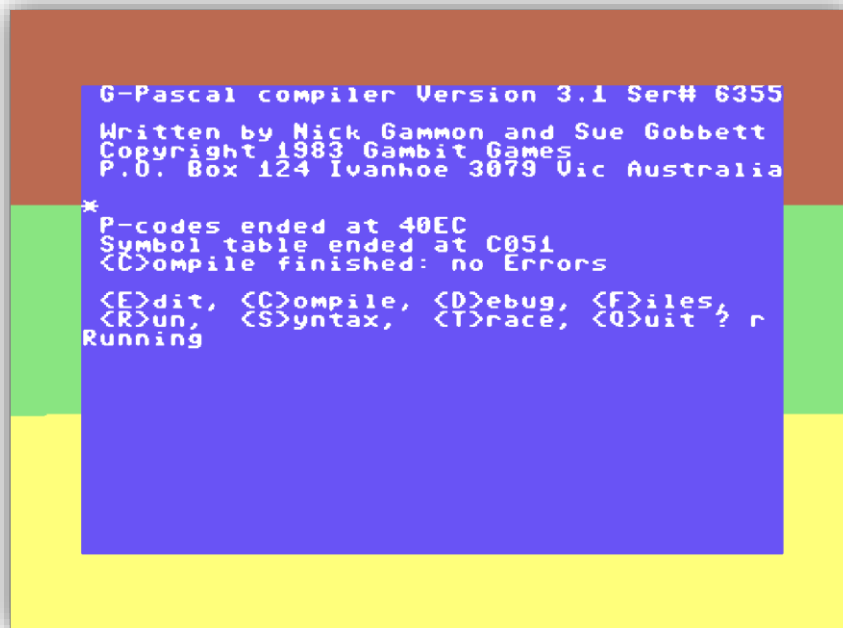 G-Pascal compiler Version 3.1 Ser# 6355
Written by Nick Gammon and Sue Gobbett
Copyright 1983 Gambit Games
P.O. Box 124 Ivanhoe 3079 Vic Australia
*
P-codes ended at 40EC
Symbol table ended at C051
<C>ompile finished: no Errors
<E>dit, <C>ompile, <D>ebug, <F>iles,
<R>un, <S>yntax, <T>race, <Q>uit ? r
Running